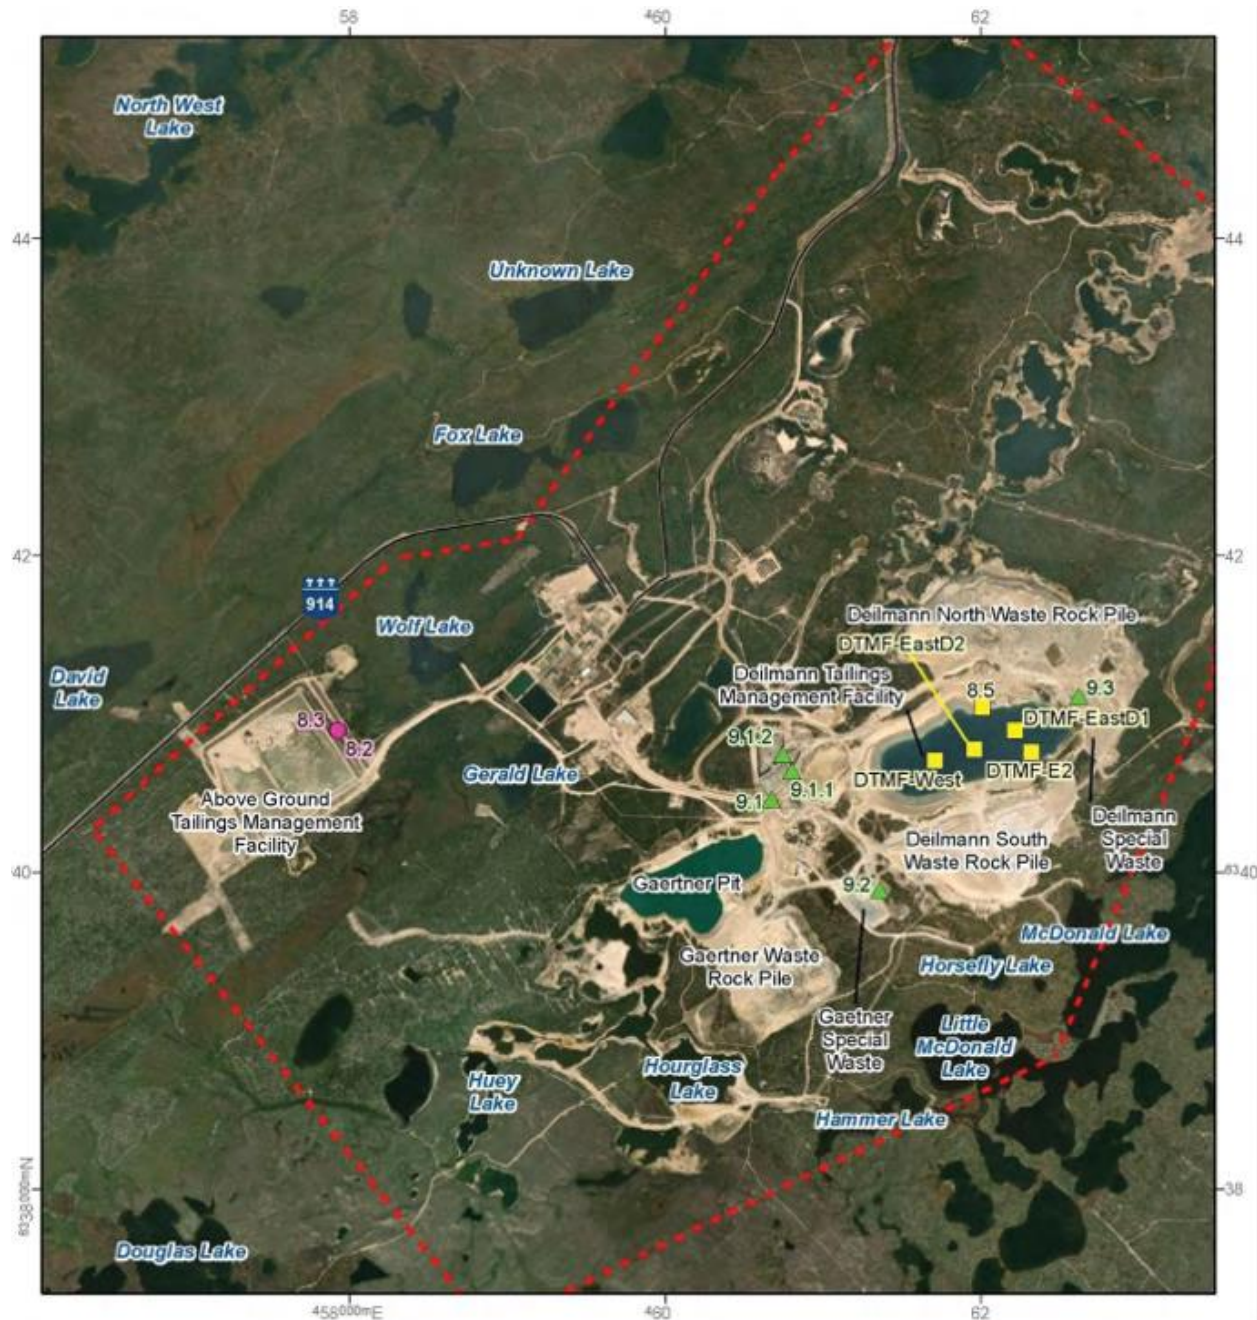 58
⁴60
62
North West
Lake
44
44
Unknown Lake
Fox Lake
42
42
914
Wolf Lake
Deilmann North Waste Rock Pile
DTMF-EastD2
David
Lake
Deilmann Tailings
Management Facility
8.5
9.3
8.3
8.2
DTMF-EastD1
9.1.2
Gerald Lake
DTMF-West
DTMF-E2
9.1.1
9.1
Above Ground
Tailings Management
Facility
Deilmann South
Waste Rock Pile
Deilmann
Special
Waste
40
⁶³40
Gaertner Pit
9.2
McDonald Lake
Gaertner Waste
Rock Pile
Horsefly Lake
Gaetner
Special
Waste
Little
McDonald
Lake
Huey
Lake
Hourglass
Lake
Hammer Lake
⁶³38⁰⁰⁰mN
38
Douglas Lake
⁴58⁰⁰⁰mE
⁴60
62